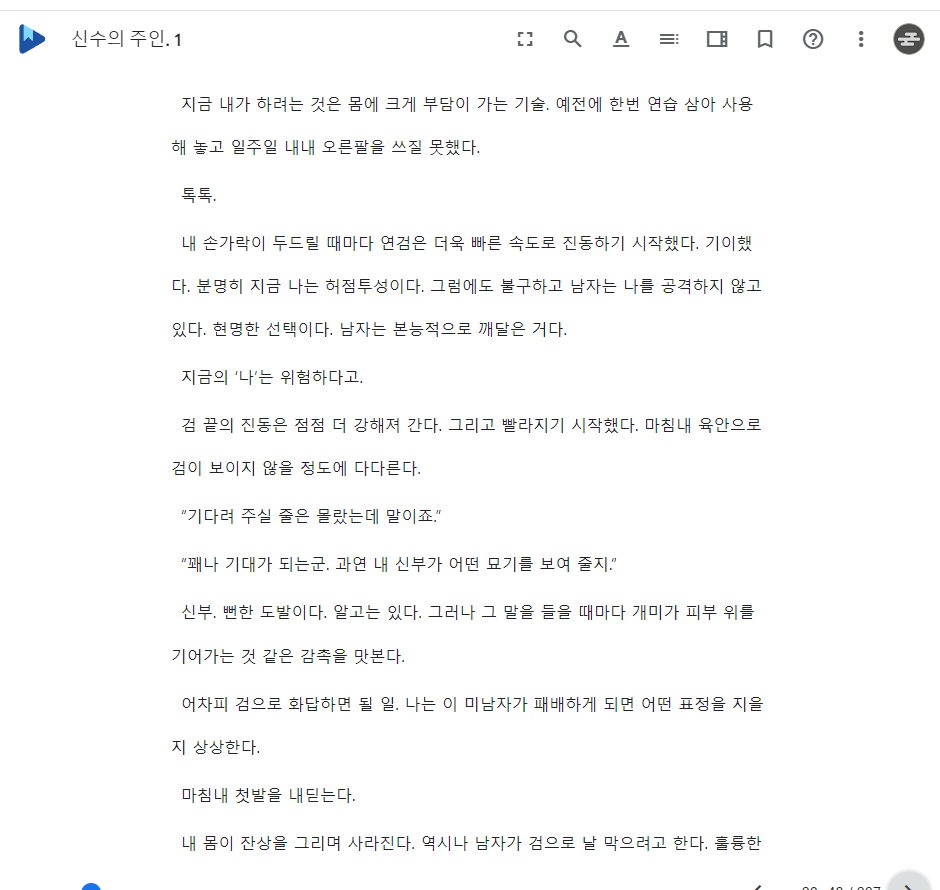 신수의 주인. 1
지금 내가 하려는 것은 몸에 크게 부담이 가는 기술. 예전에 한번 연습 삼아 사용
해 놓고 일주일 내내 오른팔을 쓰질 못했다.
톡톡.
내 손가락이 두드릴 때마다 연검은 더욱 빠른 속도로 진동하기 시작했다. 기이했
다. 분명히 지금 나는 허점투성이다. 그럼에도 불구하고 남자는 나를 공격하지 않고
있다. 현명한 선택이다. 남자는 본능적으로 깨달은 거다.
지금의 ‘나’는 위험하다고.
검 끝의 진동은 점점 더 강해져 간다. 그리고 빨라지기 시작했다. 마침내 육안으로
검이 보이지 않을 정도에 다다른다.
“기다려 주실 줄은 몰랐는데 말이죠.”
“꽤나 기대가 되는군. 과연 내 신부가 어떤 묘기를 보여 줄지.”
신부. 뻔한 도발이다. 알고는 있다. 그러나 그 말을 들을 때마다 개미가 피부 위를
기어가는 것 같은 감촉을 맛본다.
어차피 검으로 화답하면 될 일. 나는 이 미남자가 패배하게 되면 어떤 표정을 지을
지 상상한다.
마침내 첫발을 내딛는다.
내 몸이 잔상을 그리며 사라진다. 역시나 남자가 검으로 날 막으려고 한다. 훌륭한